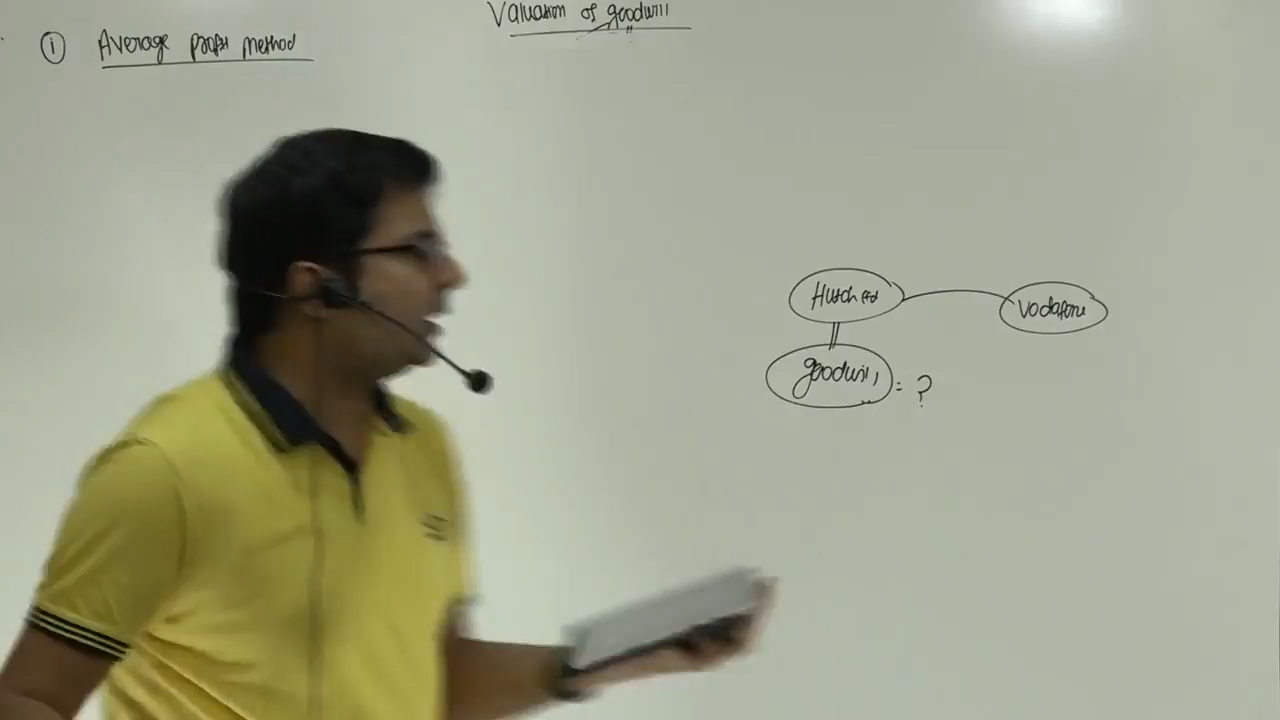 Valuation of goodwill
① Average profit method
Hutch Ltd
Vodafone
goodwill = ?